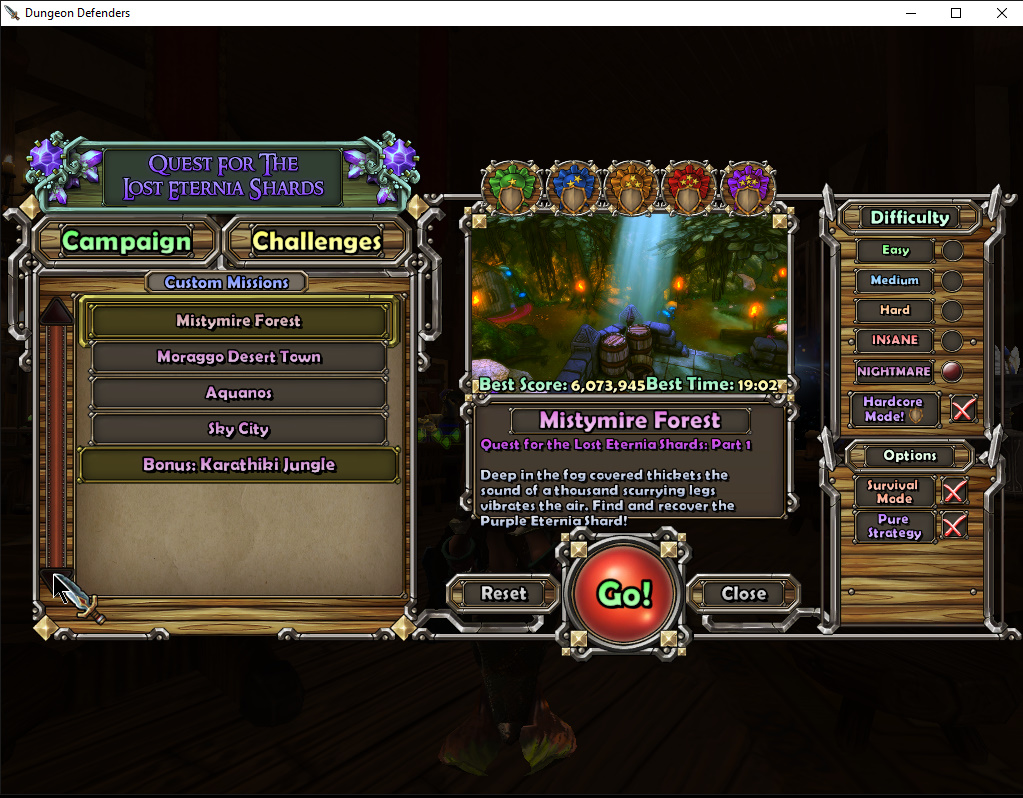 Dungeon Defenders
Quest for The
Lost Eternia Shards
Campaign
Challenges
Custom Missions
Mistymire Forest
Moraggo Desert Town
Aquanos
Sky City
Bonus: Karathiki Jungle
Best Score: 6,073,945Best Time: 19:02
Mistymire Forest
Quest for the Lost Eternia Shards: Part 1
Deep in the fog covered thickets the
sound of a thousand scurrying legs
vibrates the air. Find and recover the
Purple Eternia Shard!
Reset
Go!
Close
Difficulty
Easy
Medium
Hard
INSANE
NIGHTMARE
Hardcore
Mode!
Options
Survival
Mode
Pure
Strategy